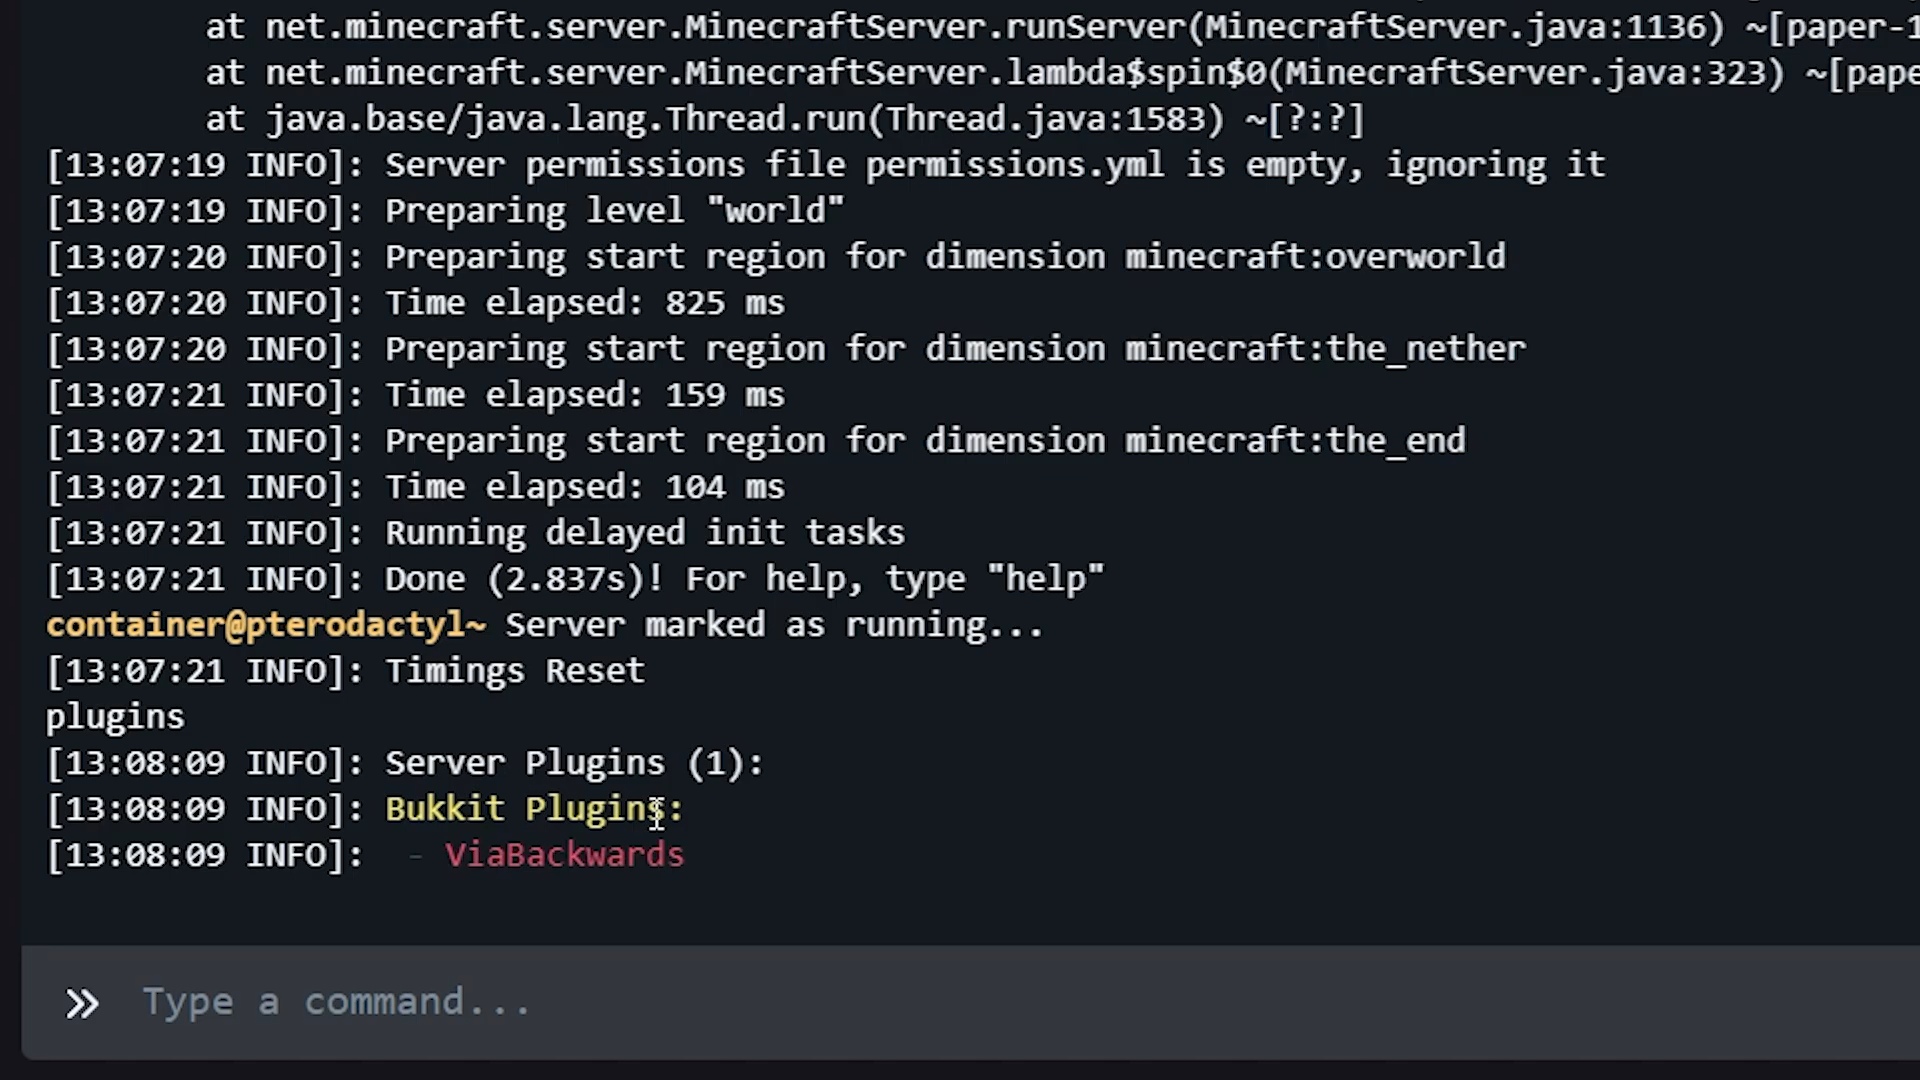 at net.minecraft.server.MinecraftServer.runServer(MinecraftServer.java:1136) ~[paper-1
at net.minecraft.server.MinecraftServer.lambda$spin$0(MinecraftServer.java:323) ~[pape
at java.base/java.lang.Thread.run(Thread.java:1583) ~[?:?]
[13:07:19 INFO]: Server permissions file permissions.yml is empty, ignoring it
[13:07:19 INFO]: Preparing level "world"
[13:07:20 INFO]: Preparing start region for dimension minecraft:overworld
[13:07:20 INFO]: Time elapsed: 825 ms
[13:07:20 INFO]: Preparing start region for dimension minecraft:the_nether
[13:07:21 INFO]: Time elapsed: 159 ms
[13:07:21 INFO]: Preparing start region for dimension minecraft:the_end
[13:07:21 INFO]: Time elapsed: 104 ms
[13:07:21 INFO]: Running delayed init tasks
[13:07:21 INFO]: Done (2.837s)! For help, type "help"
container@pterodactyl~ Server marked as running...
[13:07:21 INFO]: Timings Reset
plugins
[13:08:09 INFO]: Server Plugins (1):
[13:08:09 INFO]: Bukkit Plugins:
[13:08:09 INFO]:  - ViaBackwards
» Type a command...